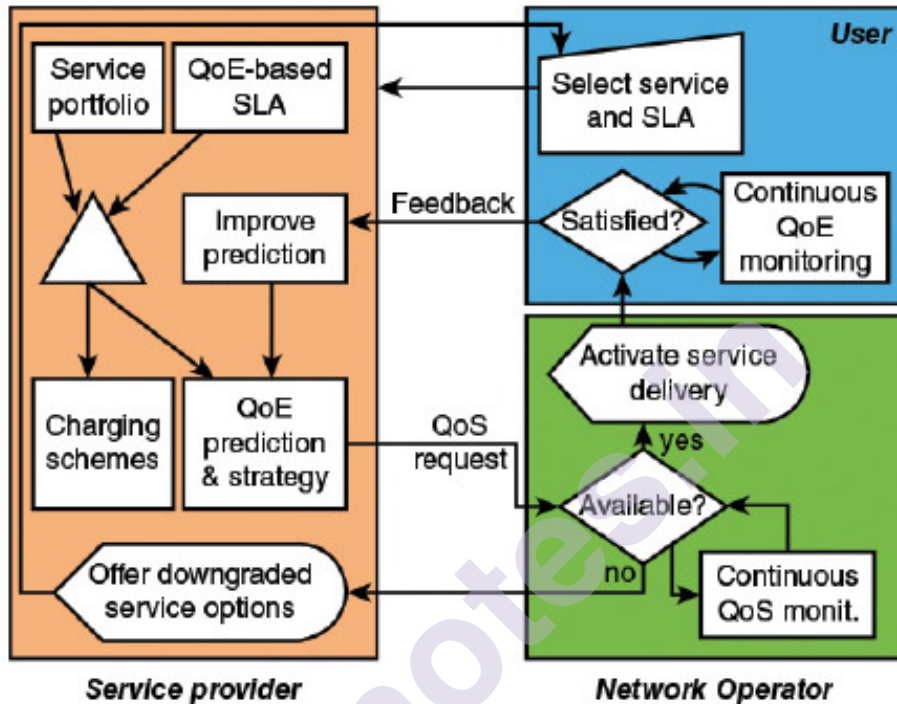 User
Service
portfolio
QoE-based
SLA
Select service
and SLA
Feedback
Improve
prediction
Satisfied?
Continuous
QoE
monitoring
Activate service
delivery
Charging
schemes
QoE
prediction
& strategy
QoS
request
yes
Available?
no
Continuous
QoS monit.
Offer downgraded
service options
Service provider
Network Operator
notes.in